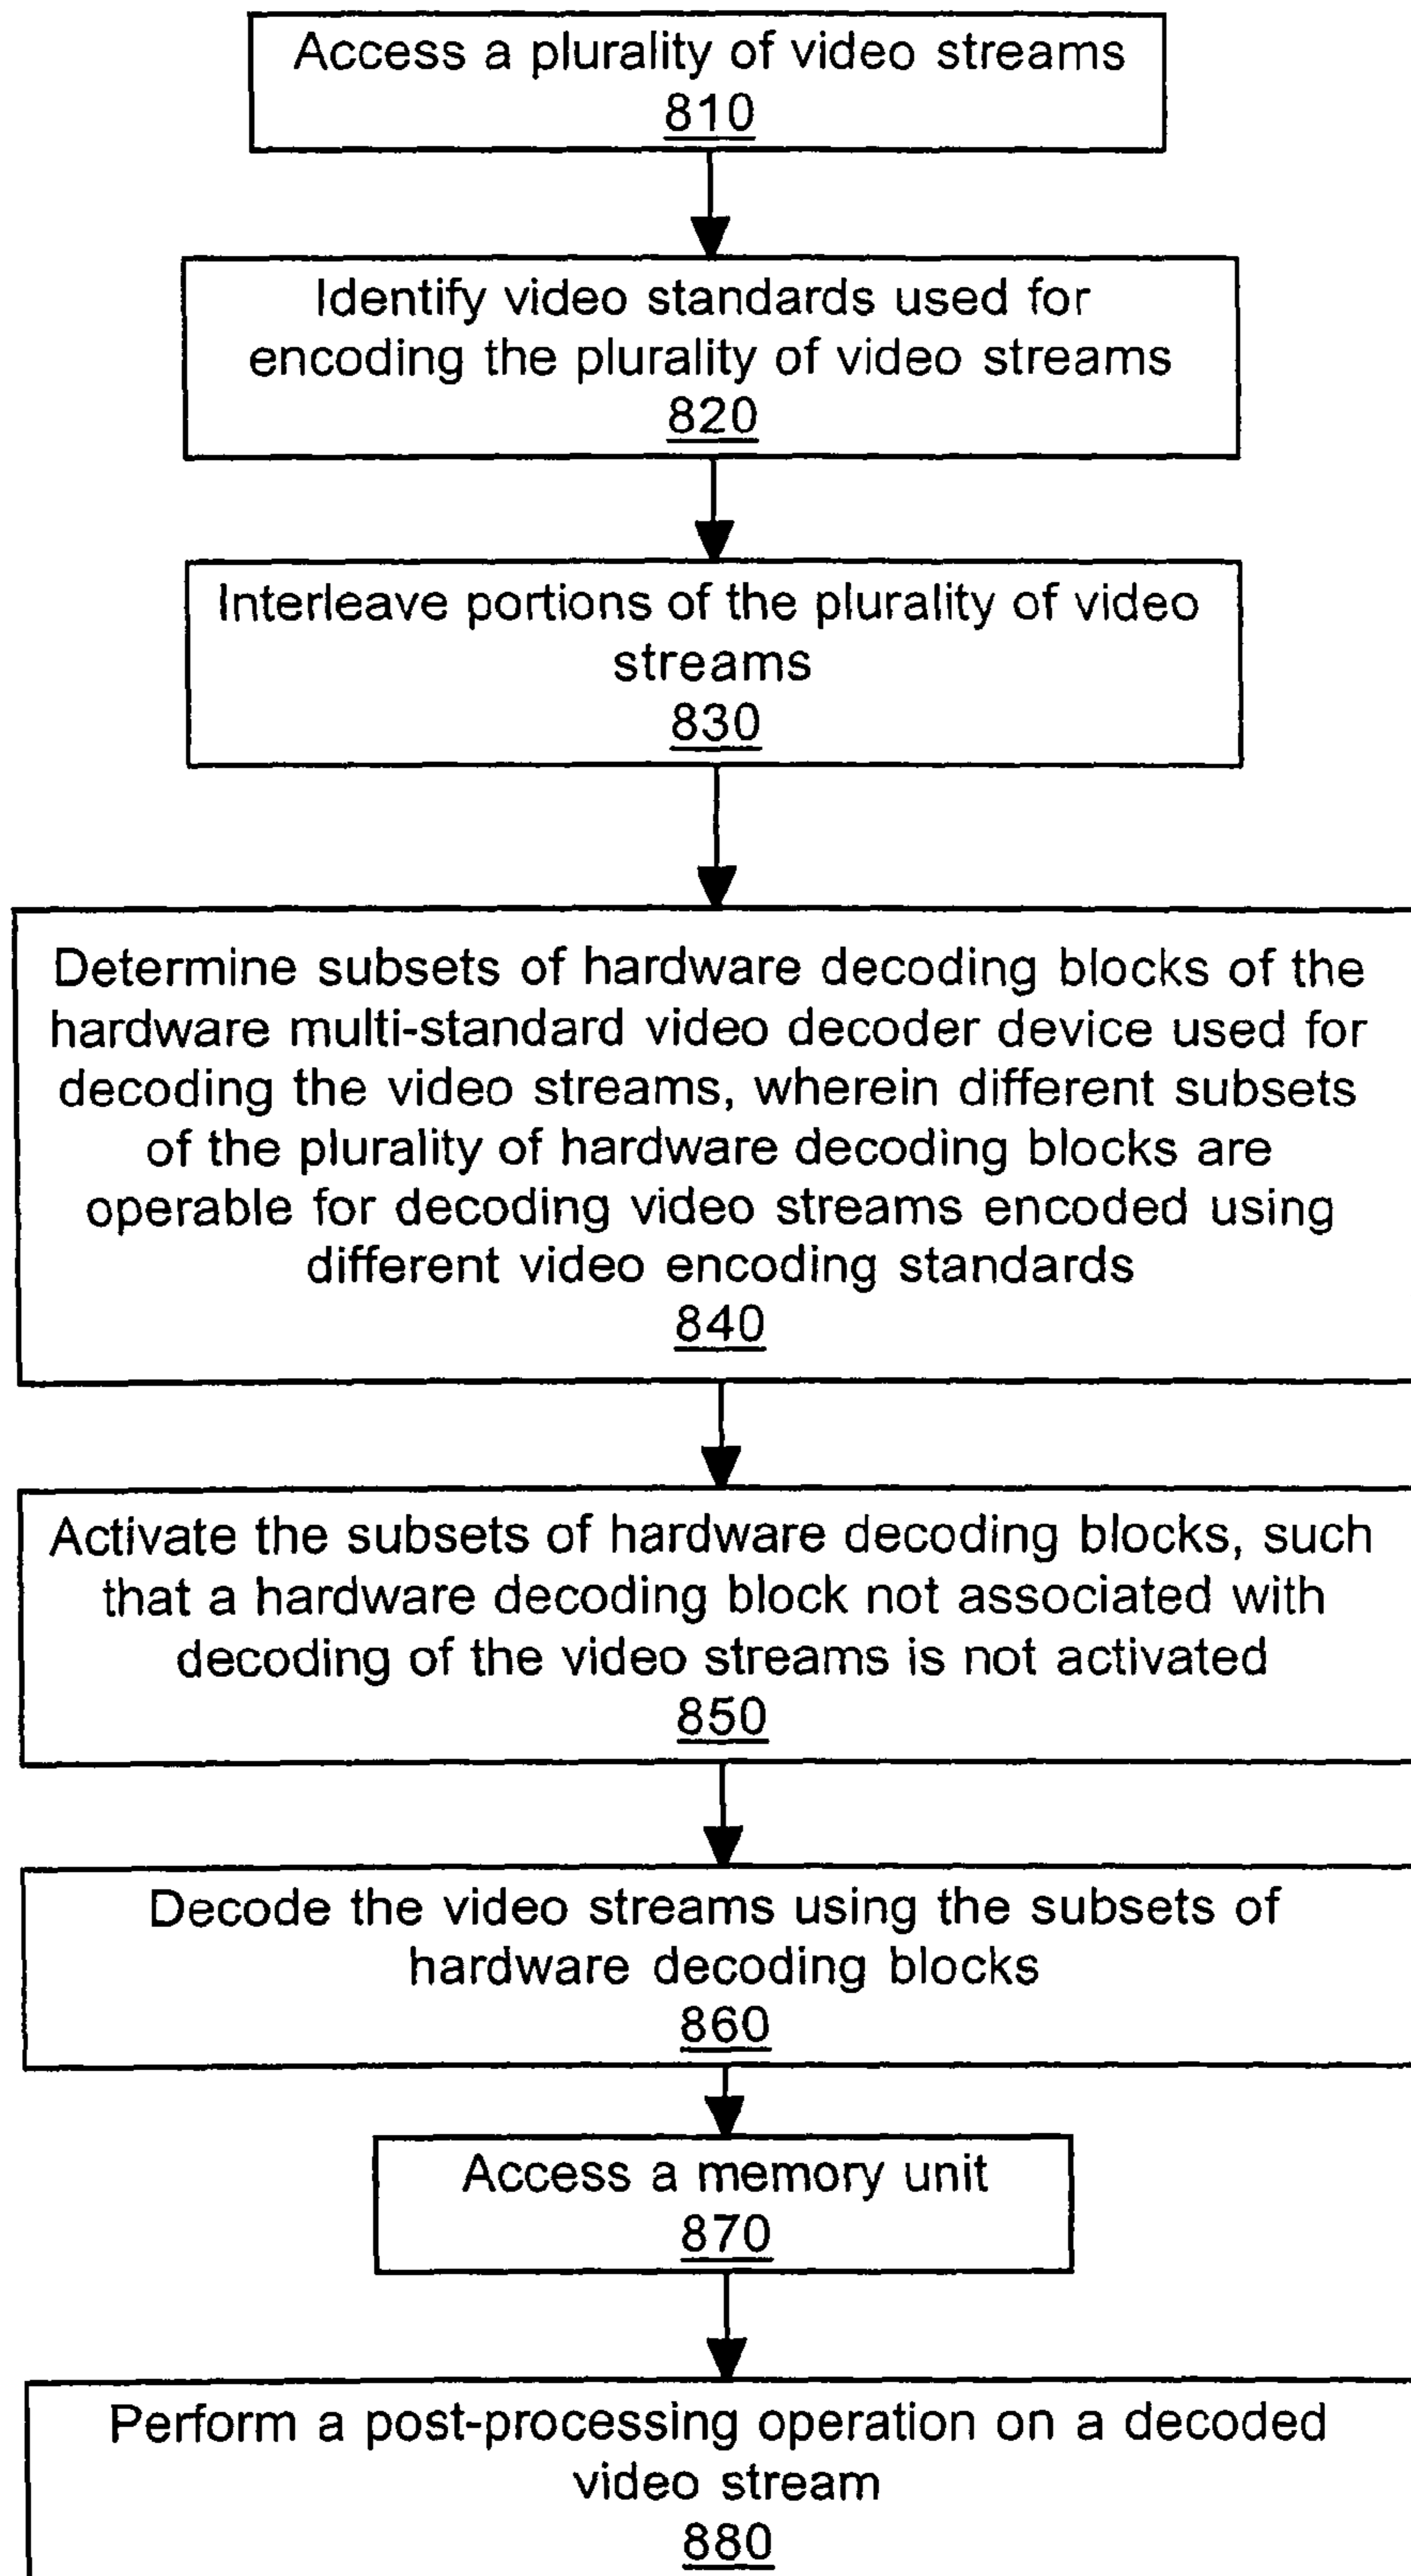 Access a plurality of video streams
810
Identify video standards used for
encoding the plurality of video streams
820
Interleave portions of the plurality of video
streams
830
Determine subsets of hardware decoding blocks of the
hardware multi-standard video decoder device used for
decoding the video streams, wherein different subsets
of the plurality of hardware decoding blocks are
operable for decoding video streams encoded using
different video encoding standards
840
Activate the subsets of hardware decoding blocks, such
that a hardware decoding block not associated with
decoding of the video streams is not activated
850
Decode the video streams using the subsets of
hardware decoding blocks
860
Access a memory unit
870
Perform a post-processing operation on a decoded
video stream
880